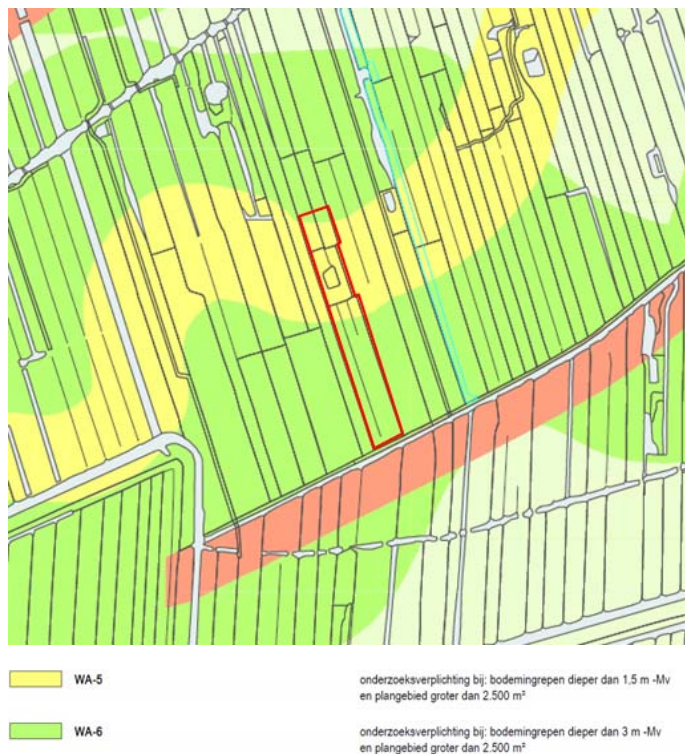 WA-5 onderzoeksverplichting bij: bodemingrepen dieper dan 1,5 m -Mv
en plangebied groter dan 2.500 m²
WA-6 onderzoeksverplichting bij: bodemingrepen dieper dan 3 m -Mv
en plangebied groter dan 2.500 m²